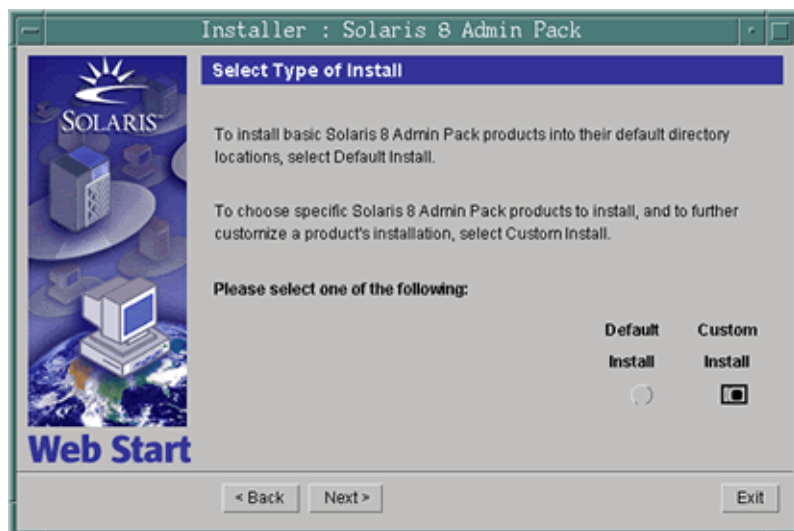 Installer : Solaris 8 Admin Pack
Select Type of Install
SOLARIS
To install basic Solaris 8 Admin Pack products into their default directory
locations, select Default Install.
To choose specific Solaris 8 Admin Pack products to install, and to further
customize a product's installation, select Custom Install.
Please select one of the following:
Default Custom
Install Install
Web Start
< Back Next > Exit